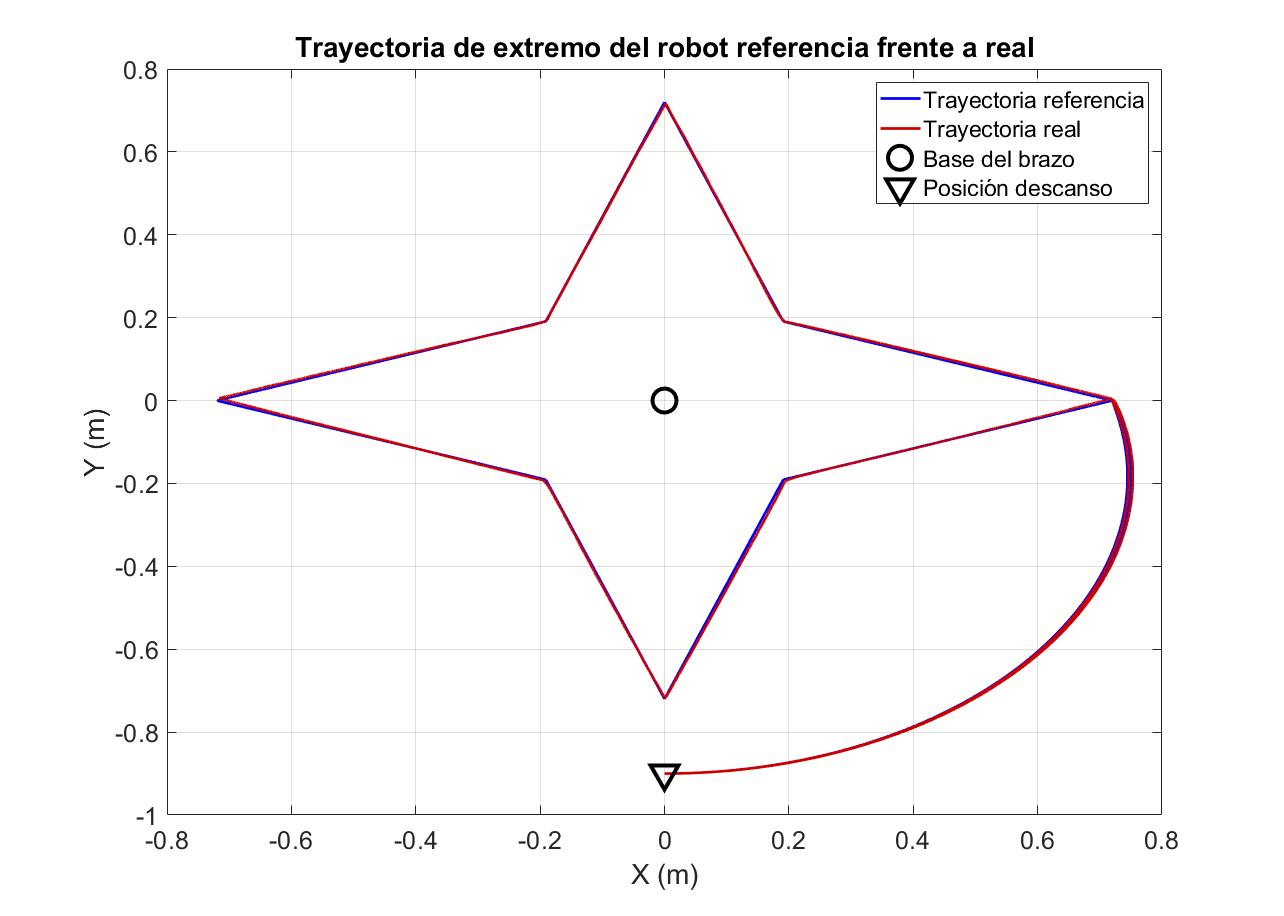 Trayectoria de extremo del robot referencia frente a real
Trayectoria referencia
Trayectoria real
Base del brazo
Posición descanso
0.8
0.6
0.4
0.2
0
-0.2
-0.4
-0.6
-0.8
-1
Y (m)
-0.8 -0.6 -0.4 -0.2 0 0.2 0.4 0.6 0.8
X (m)